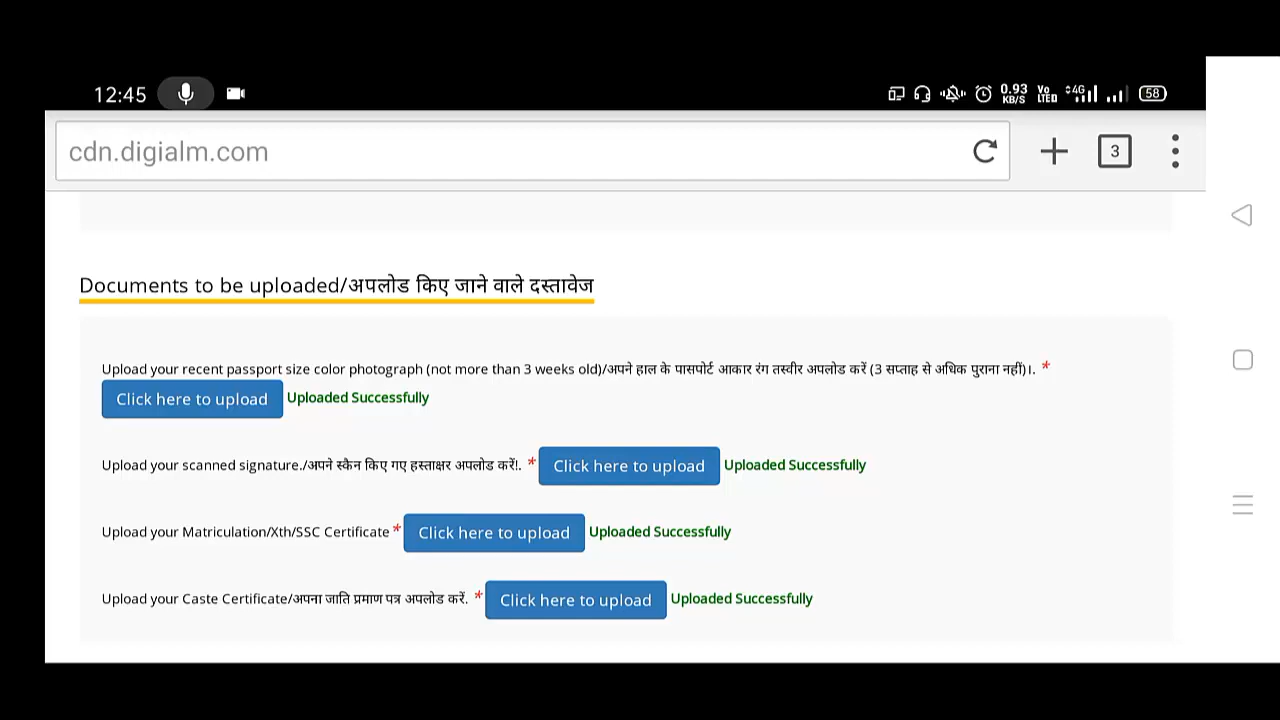 12:45 0.93 KB/S Vo LTED 4G 58
cdn.digialm.com 3
Documents to be uploaded/अपलोड किए जाने वाले दस्तावेज
Upload your recent passport size color photograph (not more than 3 weeks old)/अपने हाल के पासपोर्ट आकार रंग तस्वीर अपलोड करें (3 सप्ताह से अधिक पुराना नहीं)।. *
Click here to upload Uploaded Successfully
Upload your scanned signature./अपने स्कैन किए गए हस्ताक्षर अपलोड करें!. * Click here to upload Uploaded Successfully
Upload your Matriculation/Xth/SSC Certificate * Click here to upload Uploaded Successfully
Upload your Caste Certificate/अपना जाति प्रमाण पत्र अपलोड करें. * Click here to upload Uploaded Successfully